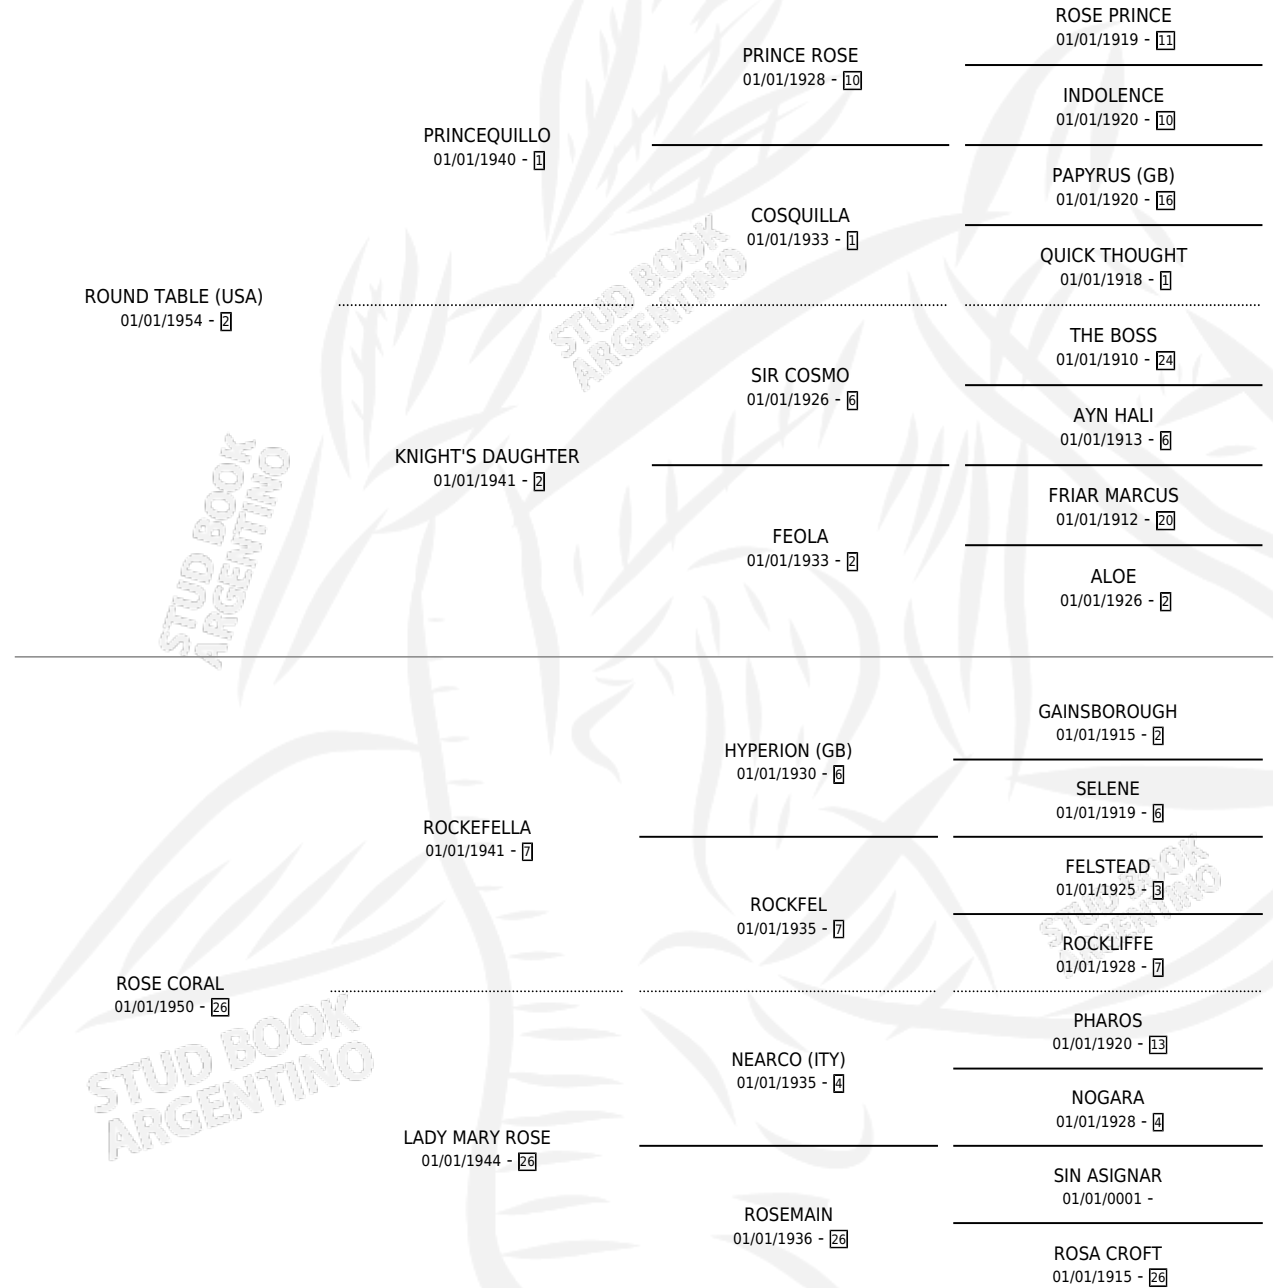 ROSE PRINCE
01/01/1919 - 11
PRINCE ROSE
01/01/1928 - 10
INDOLENCE
01/01/1920 - 10
PRINCEQUILLO
01/01/1940 - 1
PAPYRUS (GB)
01/01/1920 - 16
COSQUILLA
01/01/1933 - 1
QUICK THOUGHT
01/01/1918 - 1
ROUND TABLE (USA)
01/01/1954 - 2
STUD BOOK
ARGENTINO
THE BOSS
01/01/1910 - 24
SIR COSMO
01/01/1926 - 6
AYN HALI
01/01/1913 - 6
KNIGHT'S DAUGHTER
01/01/1941 - 2
FRIAR MARCUS
01/01/1912 - 20
FEOLA
01/01/1933 - 2
ALOE
01/01/1926 - 2
STUD BOOK
ARGENTINO
GAINSBOROUGH
01/01/1915 - 2
HYPERION (GB)
01/01/1930 - 6
SELENE
01/01/1919 - 6
ROCKEFELLA
01/01/1941 - 7
FELSTEAD
01/01/1925 - 3
ROCKFEL
01/01/1935 - 7
ROCKLIFFE
01/01/1928 - 7
STUD BOOK
ARGENTINO
ROSE CORAL
01/01/1950 - 26
STUD BOOK
ARGENTINO
PHAROS
01/01/1920 - 13
NEARCO (ITY)
01/01/1935 - 4
NOGARA
01/01/1928 - 4
LADY MARY ROSE
01/01/1944 - 26
SIN ASIGNAR
01/01/0001 -
ROSEMAIN
01/01/1936 - 26
ROSA CROFT
01/01/1915 - 26